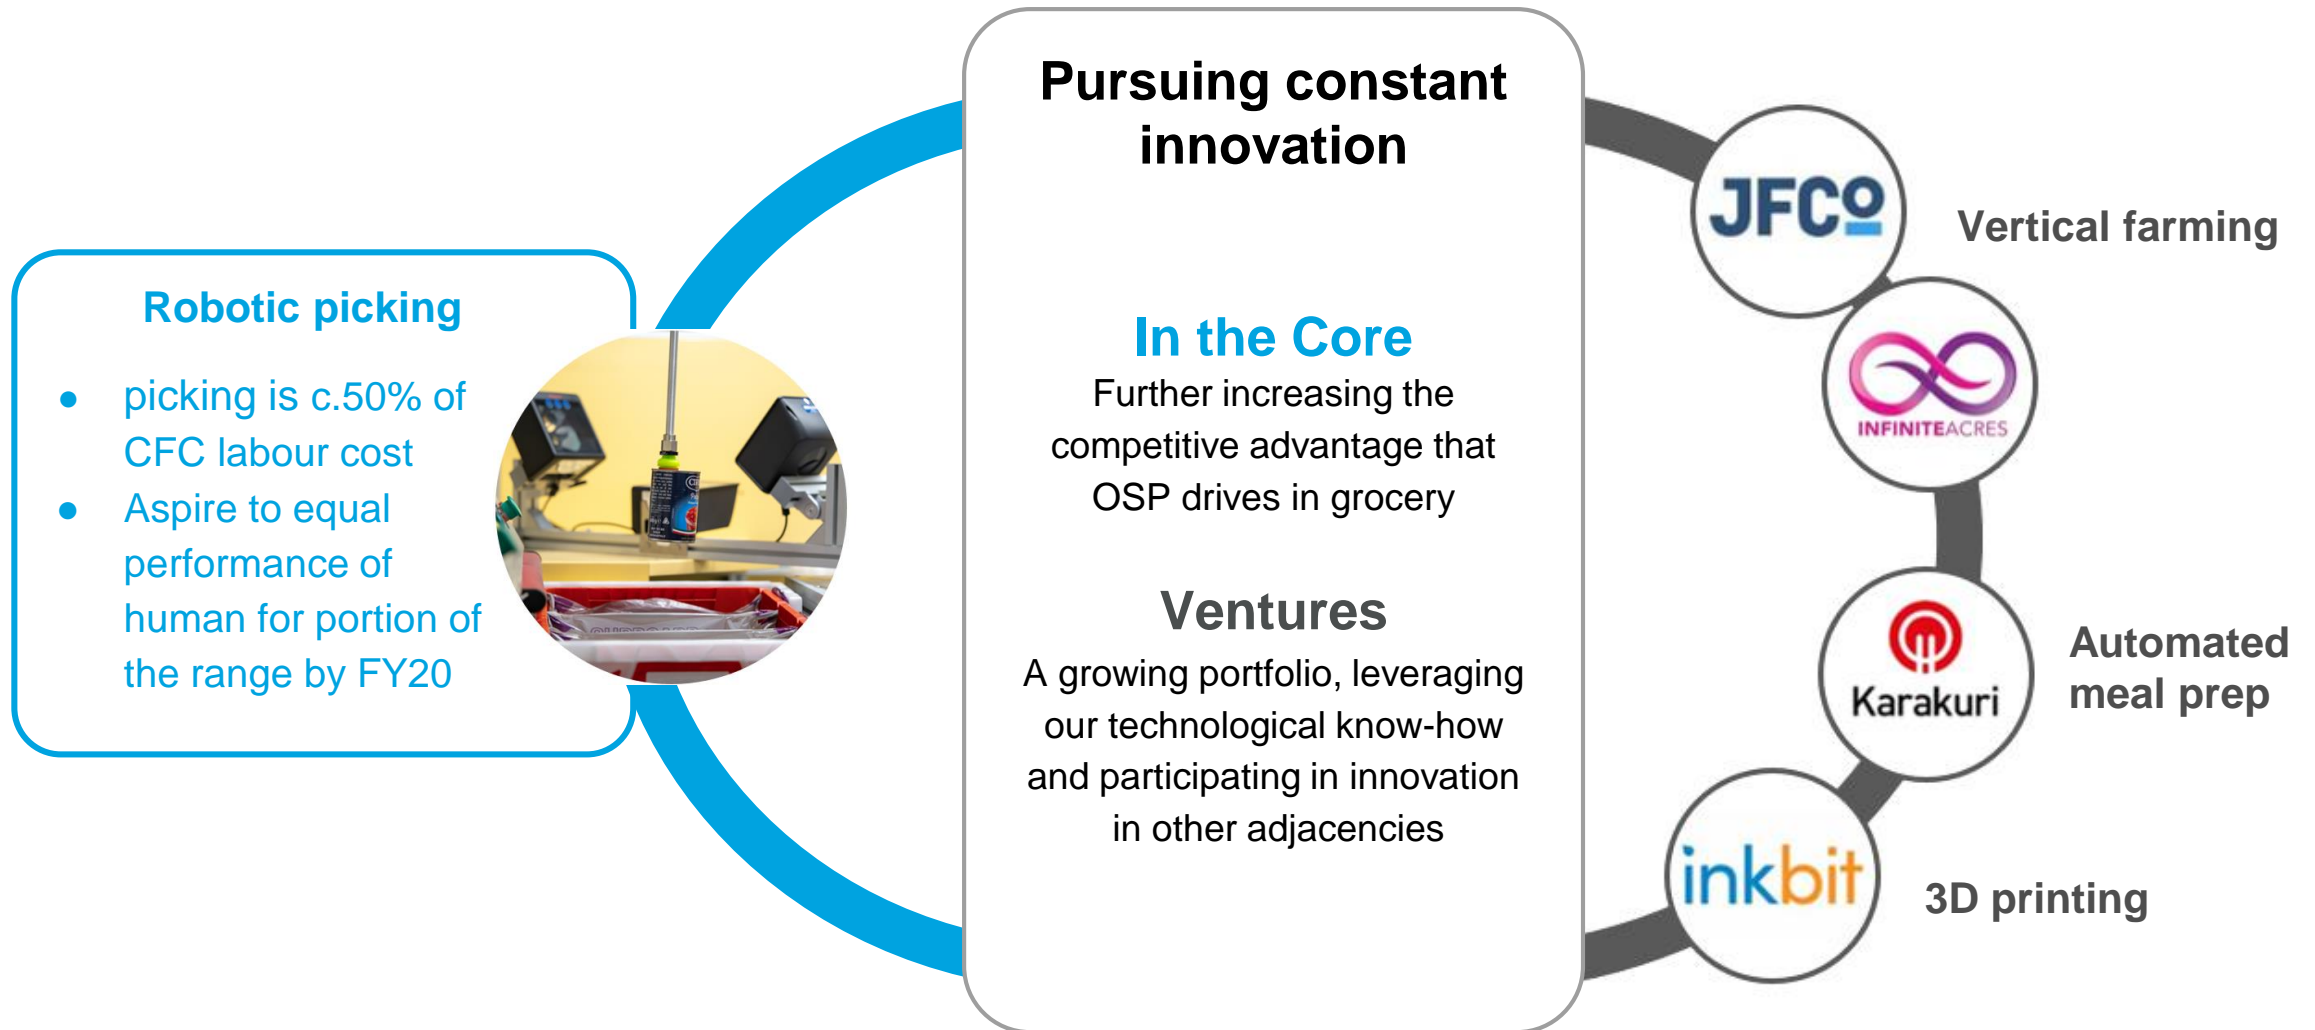 Pursuing constant
innovation
In the Core
Further increasing the
competitive advantage that
OSP drives in grocery
Ventures
A growing portfolio, leveraging
our technological know-how
and participating in innovation
in other adjacencies
Robotic picking
● picking is c.50% of
CFC labour cost
● Aspire to equal
performance of
human for portion of
the range by FY20
JFCo
Vertical farming
INFINITEACRES
Karakuri
Automated
meal prep
inkbit
3D printing